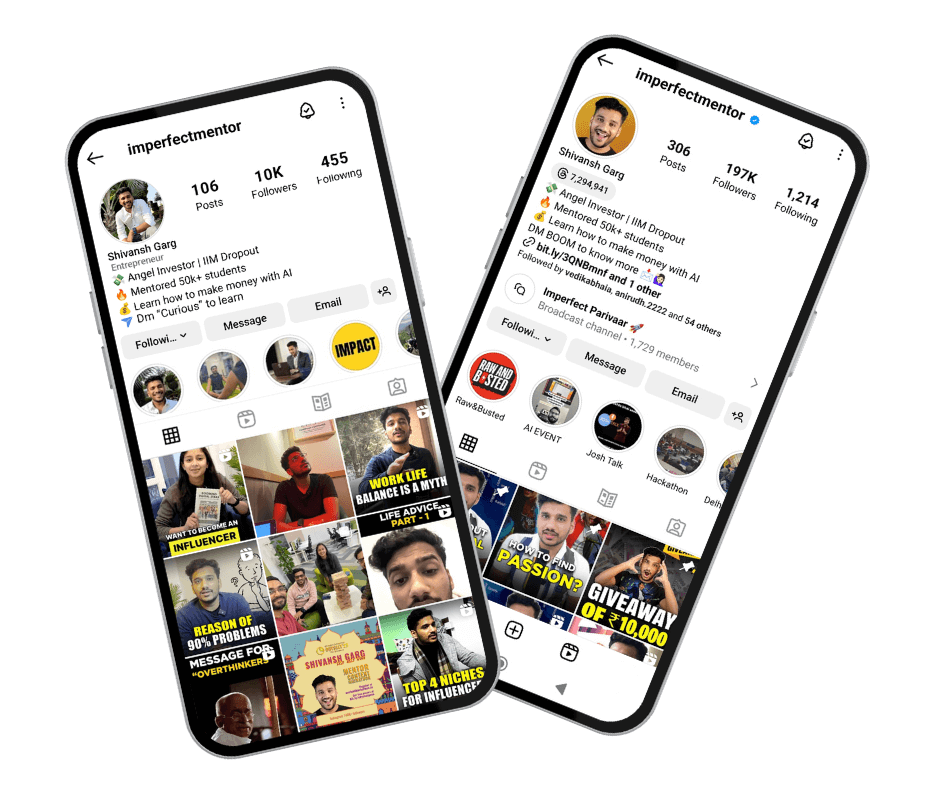 imperfectmentor
106
Posts
10K
Followers
455
Following
Shivansh Garg
Entrepreneur
💸 Angel Investor | IIM Dropout
🔥 Mentored 50k+ students
💰 Learn how to make money with AI
Dm “Curious” to learn
Followi...
Message
Email
IMPACT
WANT TO BECOME AN
INFLUENCER
WORK LIFE
BALANCE IS A MYTH
REASON OF
90% PROBLEMS
LIFE ADVICE
PART - 1
MESSAGE FOR
“OVERTHINKERS”
SHIVANSH GARG
MENTOR
CONTENT
TOP 4 NICHES
FOR INFLUENCER
imperfectmentor
306
Posts
197K
Followers
1,214
Following
Shivansh Garg
7,294,941
💸 Angel Investor | IIM Dropout
🔥 Mentored 50k+ students
💰 Learn how to make money with AI
DM BOOM to know more 📩🙋🏻‍♀️
bit.ly/3QNBmnf and 1 other
Followed by vedikabhaia, anirudh.2222 and 54 others
Imperfect Parivaar 🚀
Broadcast channel • 1,729 members
Followi...
Message
Email
RAW AND
BUSTED
Raw&Busted
AI EVENT
Josh Talk
Hackathon
Delh
HOW TO FIND
PASSION?
GIVEAWAY
OF ₹10,000